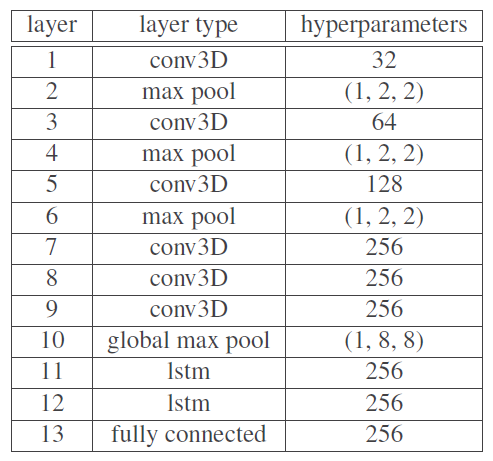 layer layer type hyperparameters
1 conv3D 32
2 max pool (1, 2, 2)
3 conv3D 64
4 max pool (1, 2, 2)
5 conv3D 128
6 max pool (1, 2, 2)
7 conv3D 256
8 conv3D 256
9 conv3D 256
10 global max pool (1, 8, 8)
11 lstm 256
12 lstm 256
13 fully connected 256